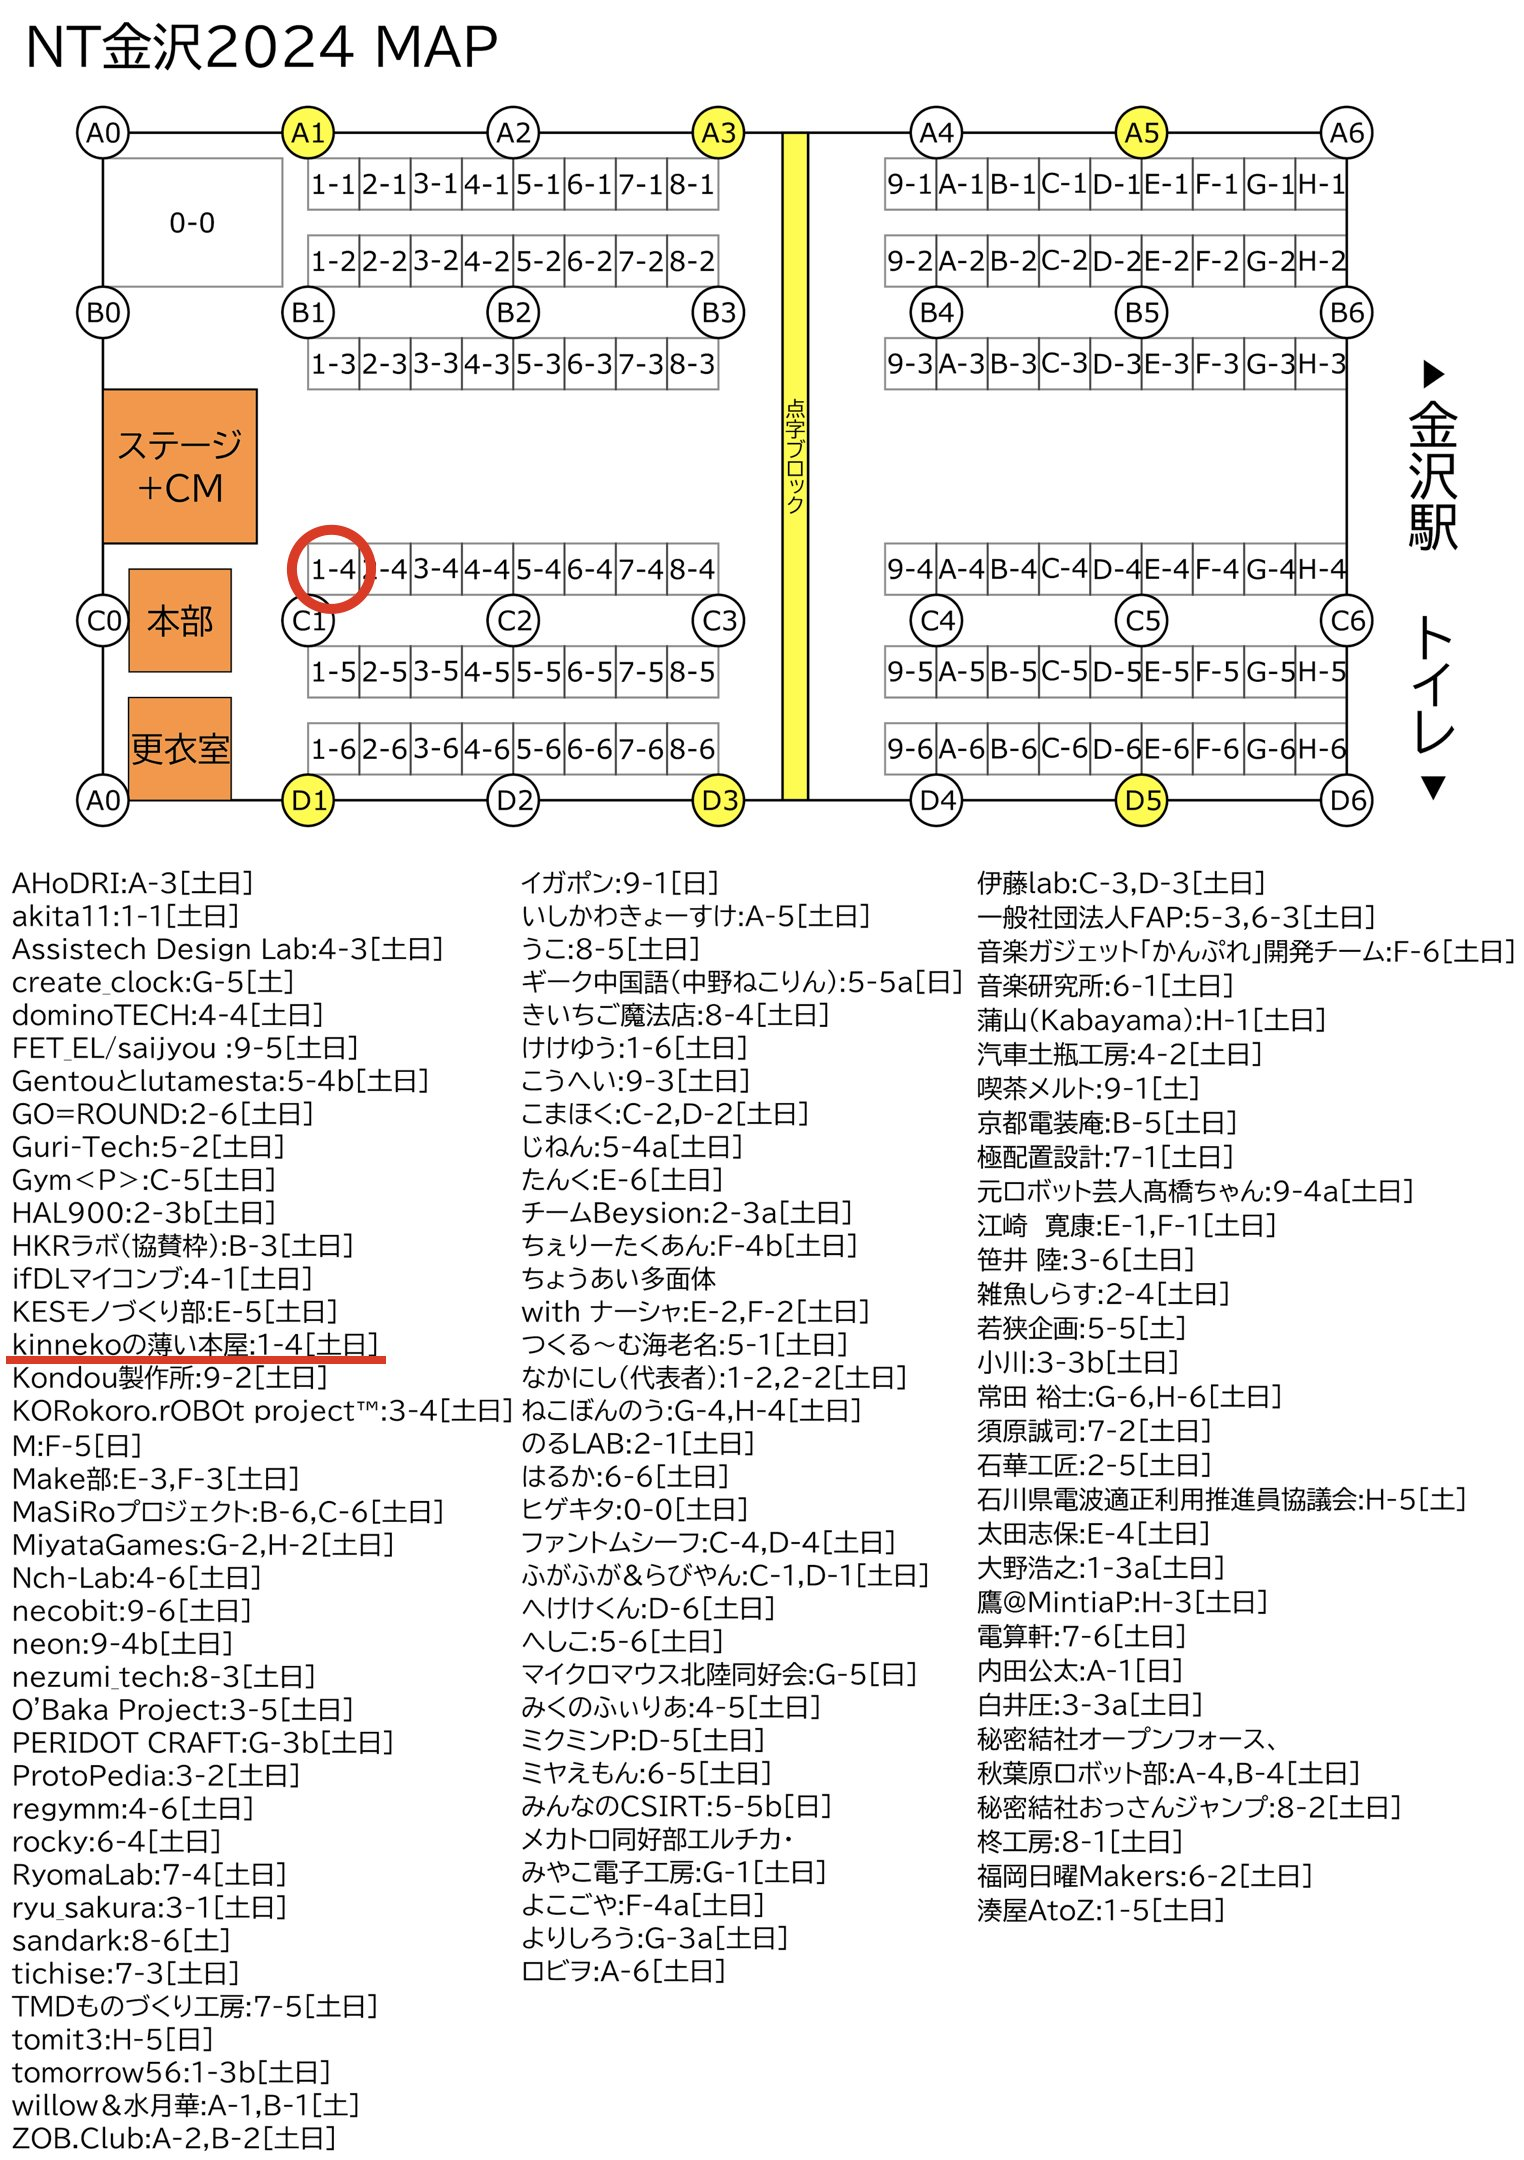 NT金沢2024 MAP
A0 A1 A2 A3 A4 A5 A6
0-0
1-1 2-1 3-1 4-1 5-1 6-1 7-1 8-1 9-1 A-1 B-1 C-1 D-1 E-1 F-1 G-1 H-1
1-2 2-2 3-2 4-2 5-2 6-2 7-2 8-2 9-2 A-2 B-2 C-2 D-2 E-2 F-2 G-2 H-2
B0 B1 B2 B3 B4 B5 B6
1-3 2-3 3-3 4-3 5-3 6-3 7-3 8-3 9-3 A-3 B-3 C-3 D-3 E-3 F-3 G-3 H-3
ステージ
+CM
点字ブロック
▶金沢駅
トイレ▼
1-4 2-4 3-4 4-4 5-4 6-4 7-4 8-4 9-4 A-4 B-4 C-4 D-4 E-4 F-4 G-4 H-4
C0 本部 C1 C2 C3 C4 C5 C6
1-5 2-5 3-5 4-5 5-5 6-5 7-5 8-5 9-5 A-5 B-5 C-5 D-5 E-5 F-5 G-5 H-5
更衣室
1-6 2-6 3-6 4-6 5-6 6-6 7-6 8-6 9-6 A-6 B-6 C-6 D-6 E-6 F-6 G-6 H-6
A0 D1 D2 D3 D4 D5 D6
AHoDRI:A-3[土日]
akita11:1-1[土日]
Assistech Design Lab:4-3[土日]
create_clock:G-5[土]
dominoTECH:4-4[土日]
FET_EL/saijyou :9-5[土日]
Gentouとlutamesta:5-4b[土日]
GO=ROUND:2-6[土日]
Guri-Tech:5-2[土日]
Gym<P>:C-5[土日]
HAL900:2-3b[土日]
HKRラボ(協賛枠):B-3[土日]
ifDLマイコンブ:4-1[土日]
KESモノづくり部:E-5[土日]
kinnekoの薄い本屋:1-4[土日]
Kondou製作所:9-2[土日]
KORokoro.rOBOt project™:3-4[土日]
M:F-5[日]
Make部:E-3,F-3[土日]
MaSiRoプロジェクト:B-6,C-6[土日]
MiyataGames:G-2,H-2[土日]
Nch-Lab:4-6[土日]
necobit:9-6[土日]
neon:9-4b[土日]
nezumi_tech:8-3[土日]
O’Baka Project:3-5[土日]
PERIDOT CRAFT:G-3b[土日]
ProtoPedia:3-2[土日]
regymm:4-6[土日]
rocky:6-4[土日]
RyomaLab:7-4[土日]
ryu_sakura:3-1[土日]
sandark:8-6[土]
tichise:7-3[土日]
TMDものづくり工房:7-5[土日]
tomit3:H-5[日]
tomorrow56:1-3b[土日]
willow&水月華:A-1,B-1[土]
ZOB.Club:A-2,B-2[土日]
イガポン:9-1[日]
いしかわきょーすけ:A-5[土日]
うこ:8-5[土日]
ギーク中国語(中野ねこりん):5-5a[日]
きいちご魔法店:8-4[土日]
けけゆう:1-6[土日]
こうへい:9-3[土日]
こまほく:C-2,D-2[土日]
じねん:5-4a[土日]
たんく:E-6[土日]
チームBeysion:2-3a[土日]
ちぇりーたくあん:F-4b[土日]
ちょうあい多面体
with ナーシャ:E-2,F-2[土日]
つくる～む海老名:5-1[土日]
なかにし(代表者):1-2,2-2[土日]
ねこぼんのう:G-4,H-4[土日]
のるLAB:2-1[土日]
はるか:6-6[土日]
ヒゲキタ:0-0[土日]
ファントムシーフ:C-4,D-4[土日]
ふがふが&らびやん:C-1,D-1[土日]
へけけくん:D-6[土日]
へしこ:5-6[土日]
マイクロマウス北陸同好会:G-5[日]
みくのふぃりあ:4-5[土日]
ミクミンP:D-5[土日]
ミヤえもん:6-5[土日]
みんなのCSIRT:5-5b[日]
メカトロ同好部エルチカ・
みやこ電子工房:G-1[土日]
よこごや:F-4a[土日]
よりしろう:G-3a[土日]
ロビヲ:A-6[土日]
伊藤lab:C-3,D-3[土日]
一般社団法人FAP:5-3,6-3[土日]
音楽ガジェット「かんぷれ」開発チーム:F-6[土日]
音楽研究所:6-1[土日]
蒲山(Kabayama):H-1[土日]
汽車土瓶工房:4-2[土日]
喫茶メルト:9-1[土]
京都電装庵:B-5[土日]
極配置設計:7-1[土日]
元ロボット芸人髙橋ちゃん:9-4a[土日]
江崎　寛康:E-1,F-1[土日]
笹井 陸:3-6[土日]
雑魚しらす:2-4[土日]
若狭企画:5-5[土]
小川:3-3b[土日]
常田 裕士:G-6,H-6[土日]
須原誠司:7-2[土日]
石華工匠:2-5[土日]
石川県電波適正利用推進員協議会:H-5[土]
太田志保:E-4[土日]
大野浩之:1-3a[土日]
鷹@MintiaP:H-3[土日]
電算軒:7-6[土日]
内田公太:A-1[日]
白井圧:3-3a[土日]
秘密結社オープンフォース、
秋葉原ロボット部:A-4,B-4[土日]
秘密結社おっさんジャンプ:8-2[土日]
柊工房:8-1[土日]
福岡日曜Makers:6-2[土日]
湊屋AtoZ:1-5[土日]